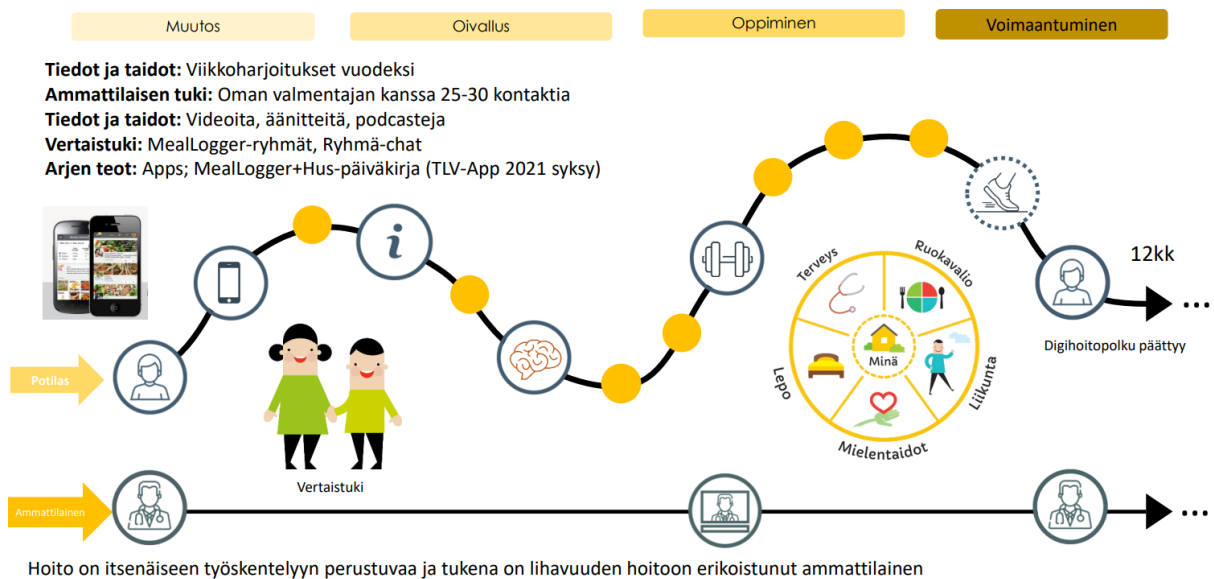 Muutos
Oivallus
Oppiminen
Voimaantuminen
Tiedot ja taidot: Viikkoharjoitukset vuodeksi
Ammattilaisen tuki: Oman valmentajan kanssa 25-30 kontaktia
Tiedot ja taidot: Videoita, äänitteitä, podcasteja
Vertaistuki: MealLogger-ryhmät, Ryhmä-chat
Arjen teot: Apps; MealLogger+Hus-päiväkirja (TLV-App 2021 syksy)
i
Terveys
Ruokavalio
Minä
Lepo
Liikunta
Mielentaidot
12kk
...
Digihoitopolku päättyy
Potilas
Vertaistuki
Ammattilainen
...
Hoito on itsenäiseen työskentelyyn perustuvaa ja tukena on lihavuuden hoitoon erikoistunut ammattilainen